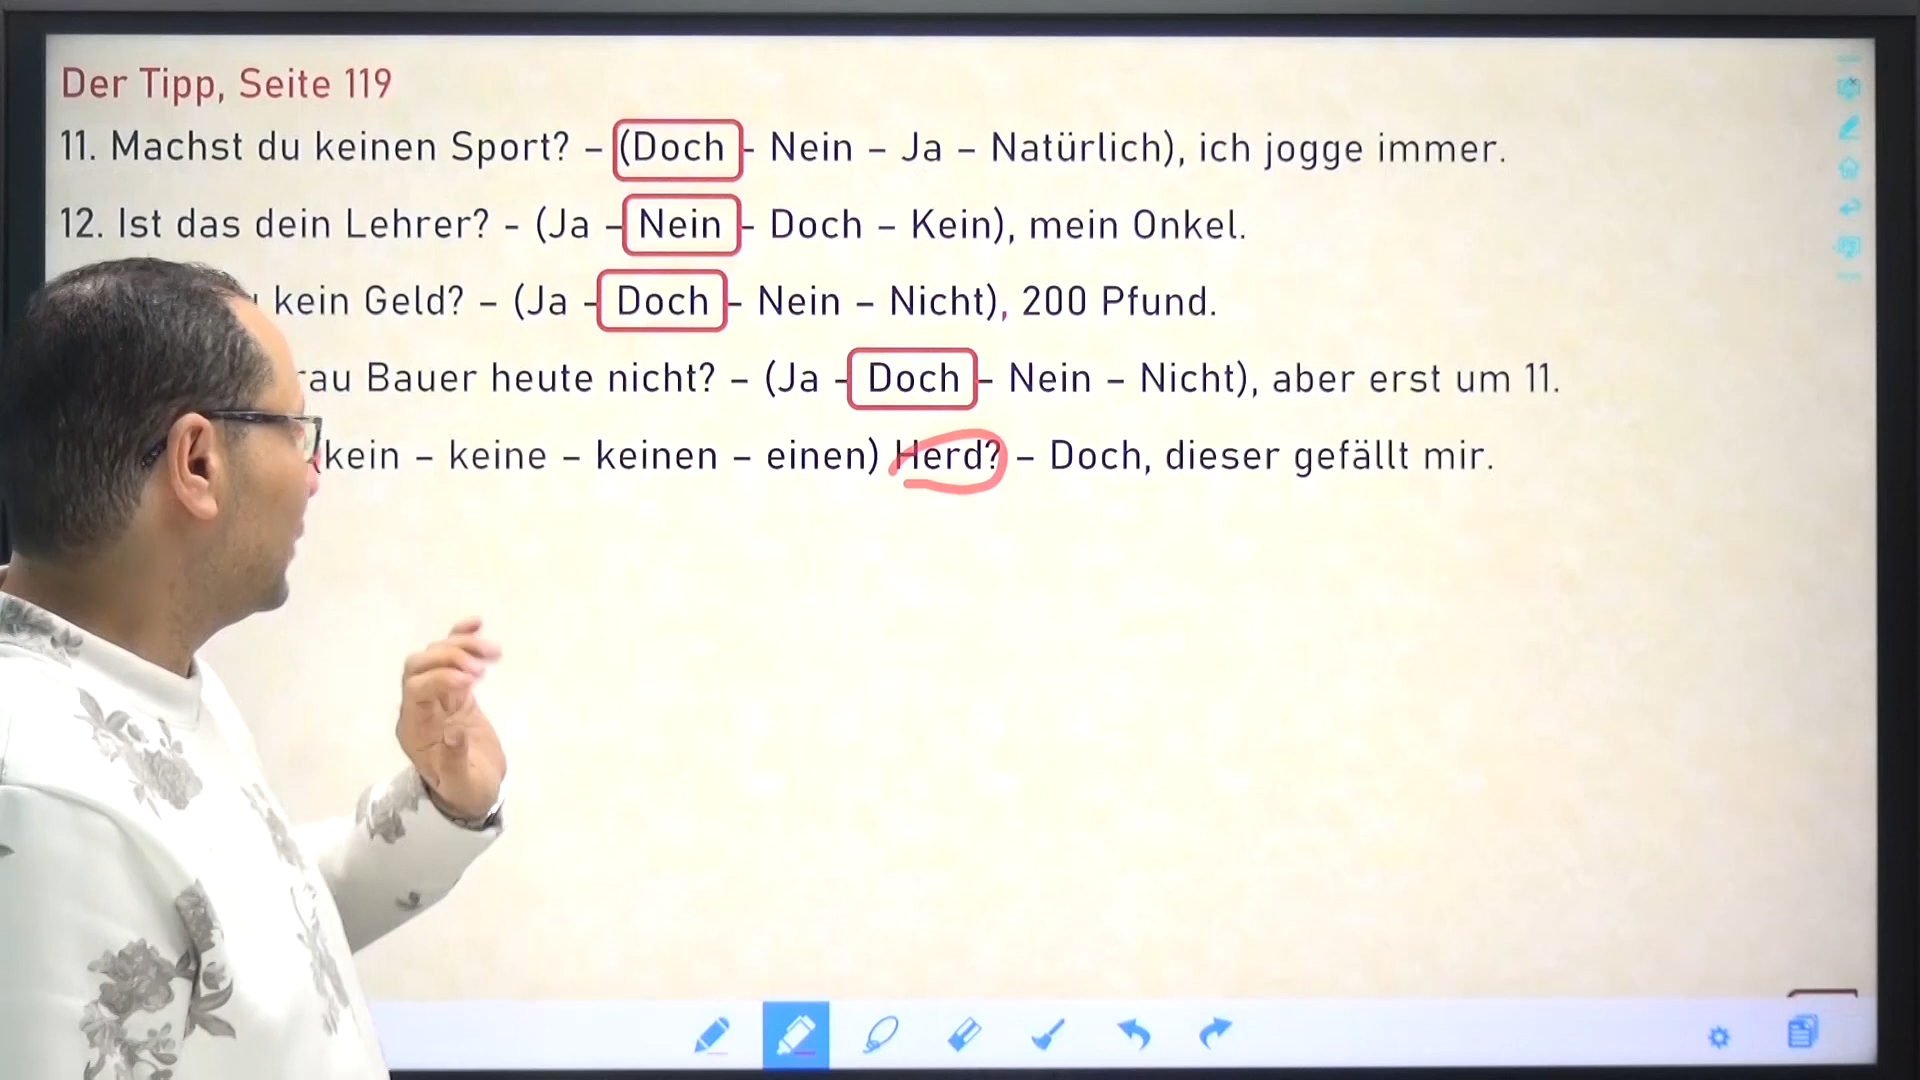 Der Tipp, Seite 119
11. Machst du keinen Sport? – (Doch – Nein – Ja – Natürlich), ich jogge immer.
12. Ist das dein Lehrer? - (Ja – Nein – Doch – Kein), mein Onkel.
kein Geld? – (Ja – Doch – Nein – Nicht), 200 Pfund.
Bauer heute nicht? – (Ja – Doch – Nein – Nicht), aber erst um 11.
(kein – keine – keinen – einen) Herd? – Doch, dieser gefällt mir.